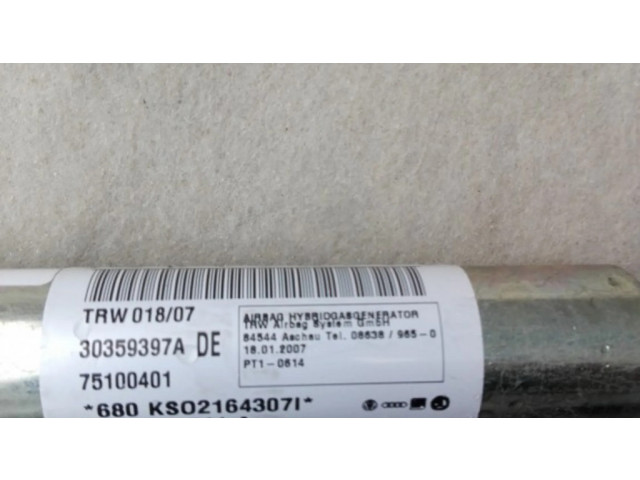 TRW 018/07
30359397A DE
75100401
*680 KSO2164307I*
AIRBAG HYBRIDGASGENERATOR
TRW Airbag System GmbH
84544 Aschau Tel. 08638 / 965-0
18.01.2007
PT1-0814